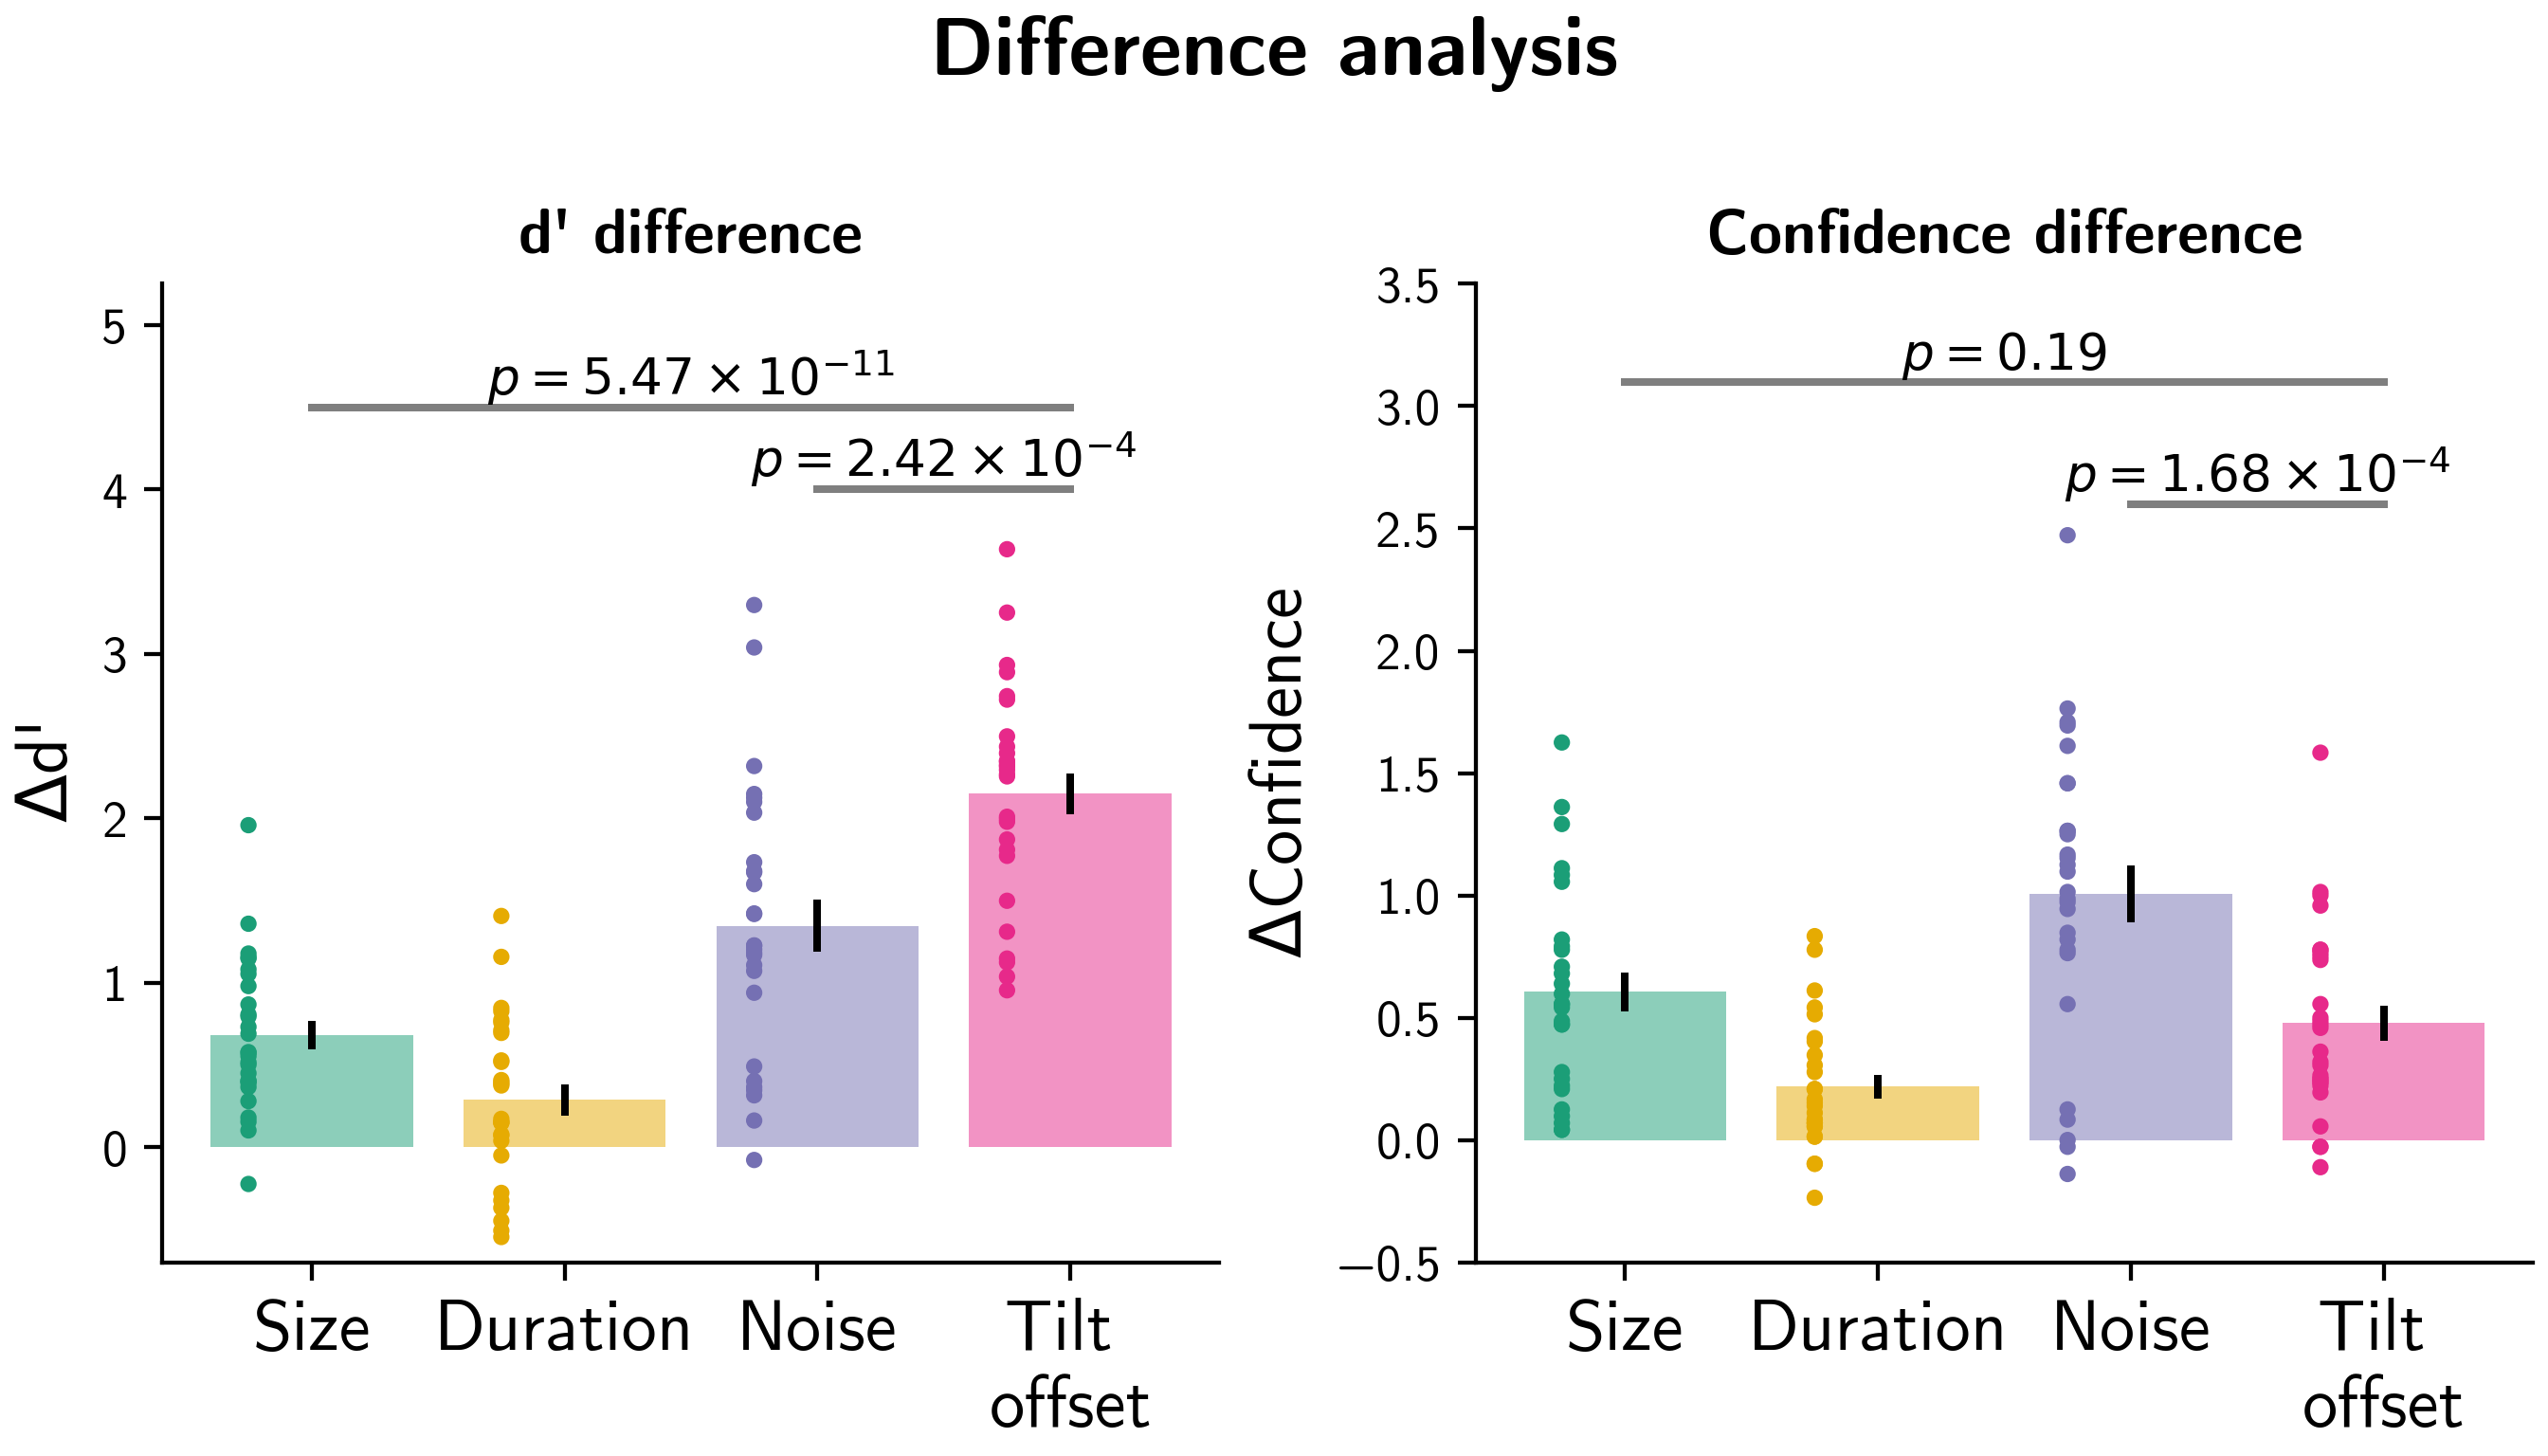 Difference analysis
d' difference
Δd'
5
4
3
2
1
0
p = 5.47 × 10⁻¹¹
p = 2.42 × 10⁻⁴
Size Duration Noise Tilt
offset
Confidence difference
ΔConfidence
3.5
3.0
2.5
2.0
1.5
1.0
0.5
0.0
−0.5
p = 0.19
p = 1.68 × 10⁻⁴
Size Duration Noise Tilt
offset